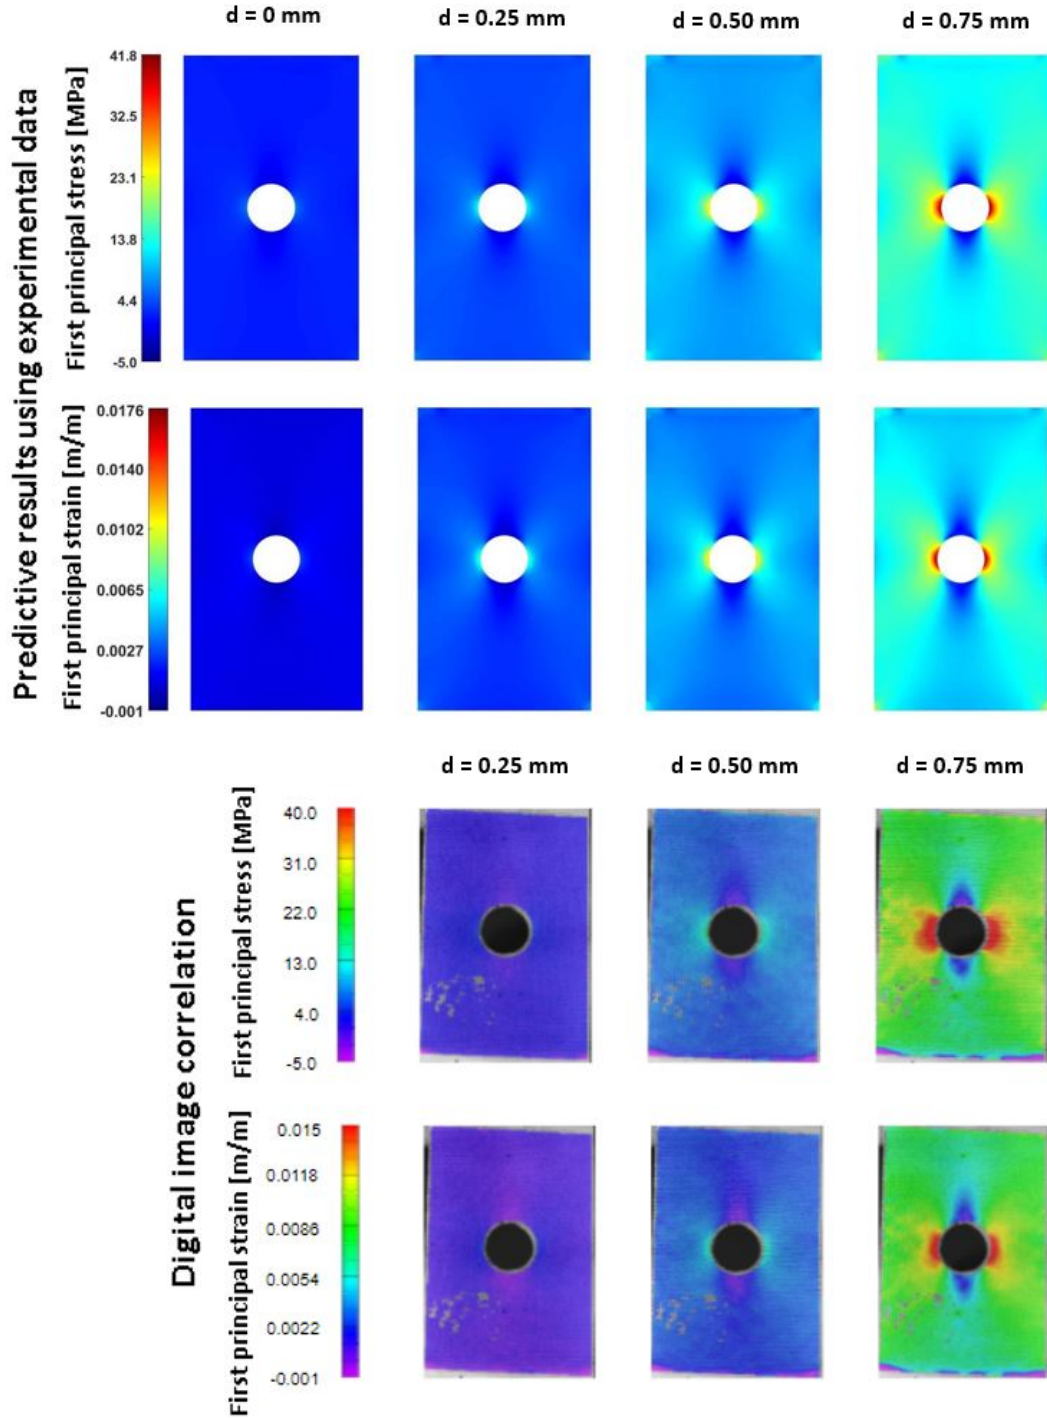 d = 0 mm
d = 0.25 mm
d = 0.50 mm
d = 0.75 mm
Predictive results using experimental data
First principal stress [MPa]
41.8
32.5
23.1
13.8
4.4
-5.0
First principal strain [m/m]
0.0176
0.0140
0.0102
0.0065
0.0027
-0.001
d = 0.25 mm
d = 0.50 mm
d = 0.75 mm
Digital image correlation
First principal stress [MPa]
40.0
31.0
22.0
13.0
4.0
-5.0
First principal strain [m/m]
0.015
0.0118
0.0086
0.0054
0.0022
-0.001